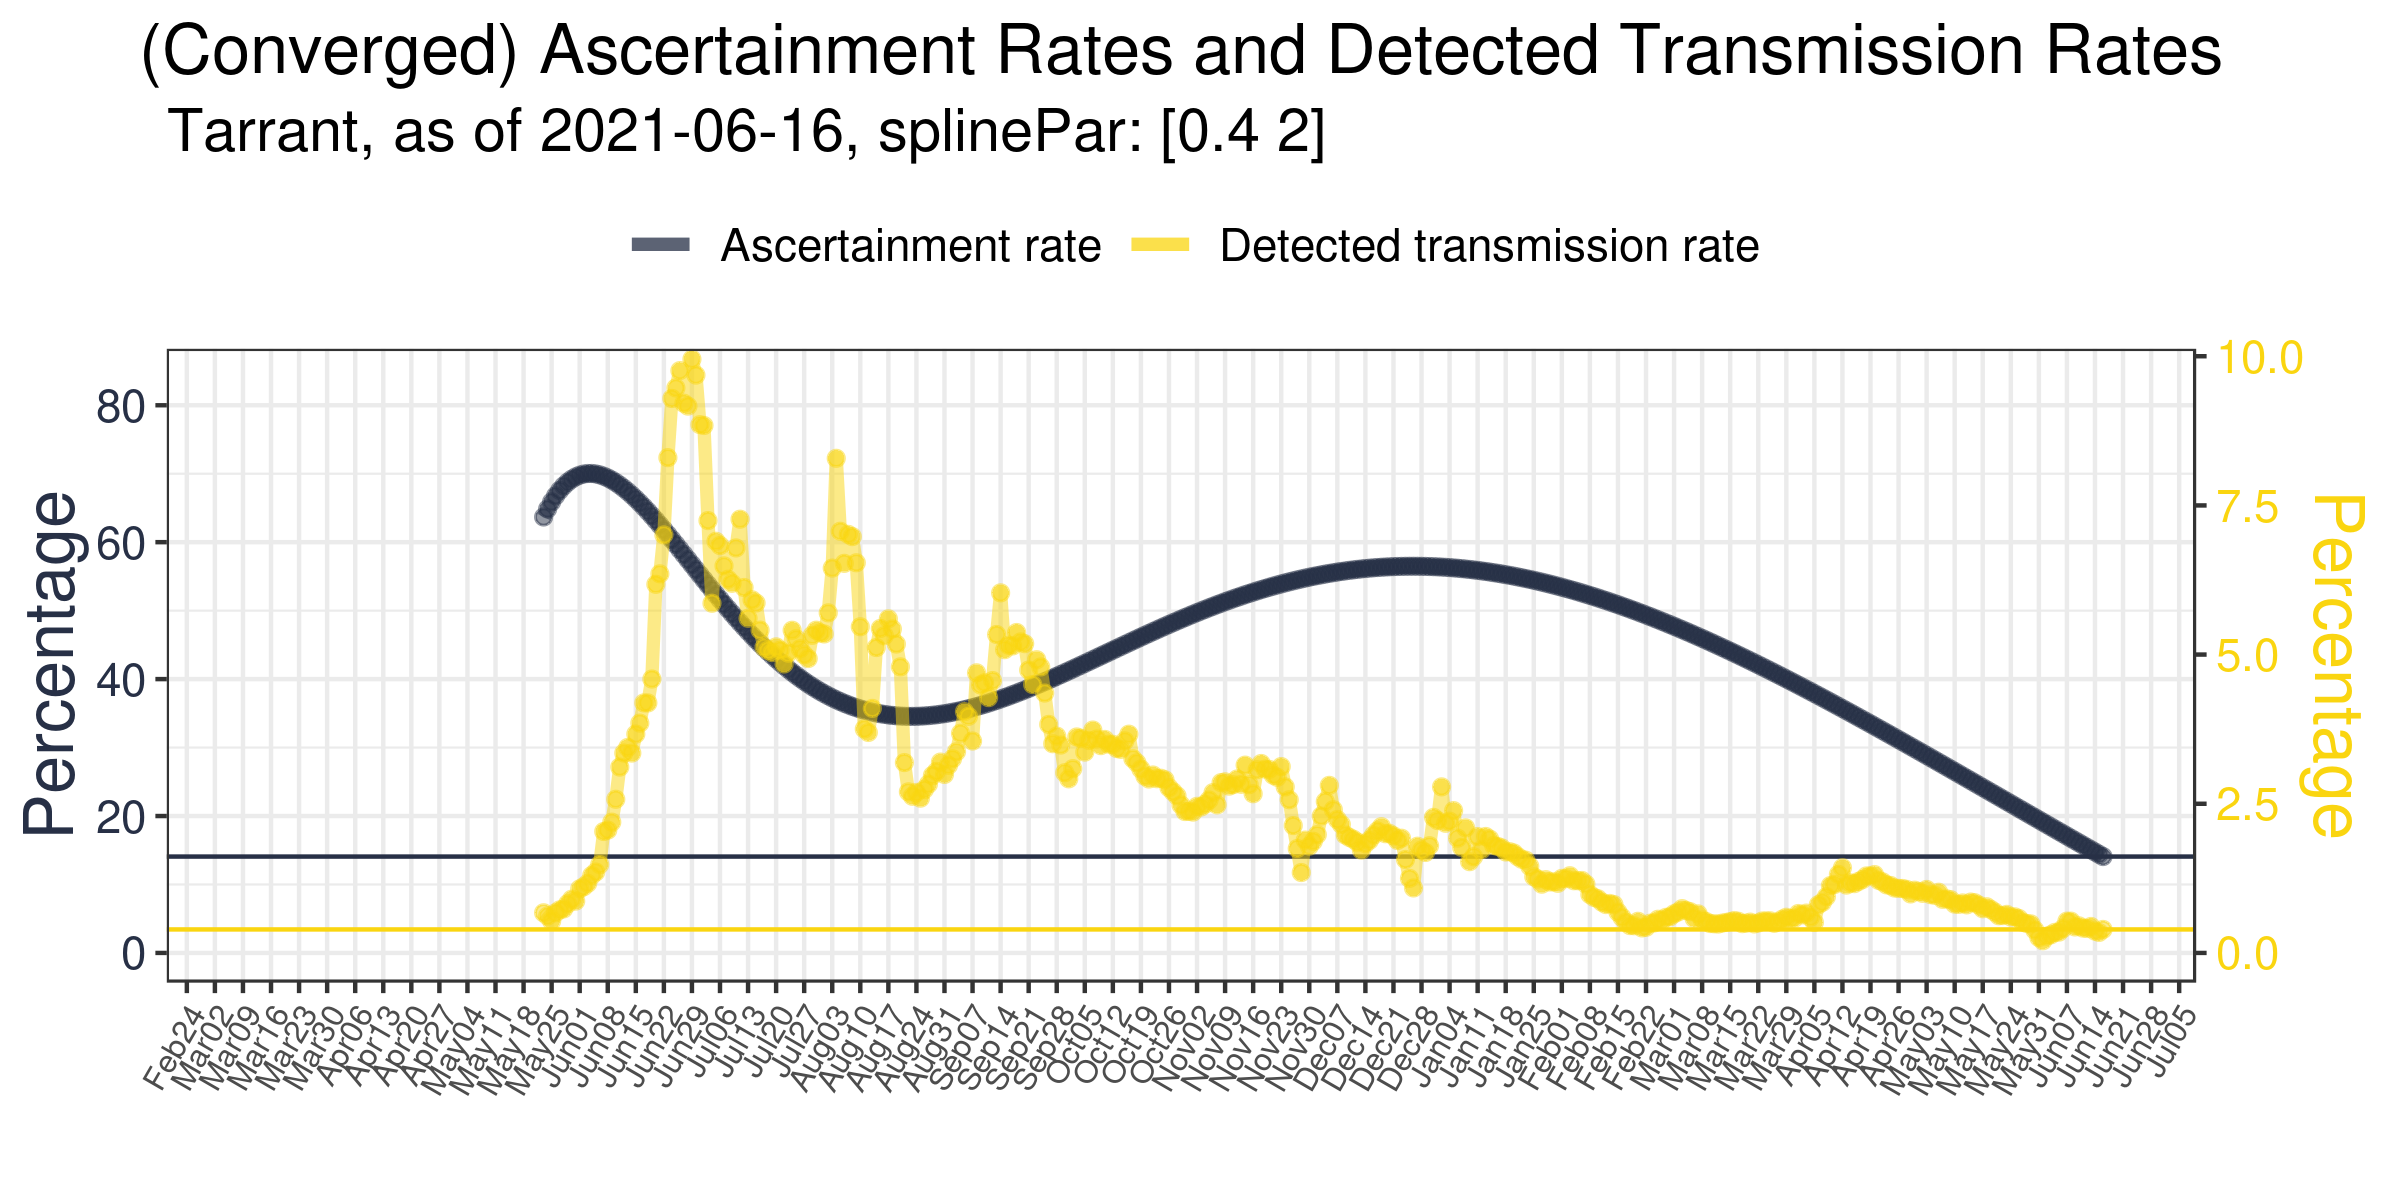 (Converged) Ascertainment Rates and Detected Transmission Rates
Tarrant, as of 2021-06-16, splinePar: [0.4 2]
Ascertainment rate
Detected transmission rate
Percentage
80
60
40
20
0
10.0
7.5
5.0
2.5
0.0
Percentage
Feb24
Mar02
Mar09
Mar16
Mar23
Mar30
Apr06
Apr13
Apr20
Apr27
May04
May11
May18
May25
Jun01
Jun08
Jun15
Jun22
Jun29
Jul06
Jul13
Jul20
Jul27
Aug03
Aug10
Aug17
Aug24
Aug31
Sep07
Sep14
Sep21
Sep28
Oct05
Oct12
Oct19
Oct26
Nov02
Nov09
Nov16
Nov23
Nov30
Dec07
Dec14
Dec21
Dec28
Jan04
Jan11
Jan18
Jan25
Feb01
Feb08
Feb15
Feb22
Mar01
Mar08
Mar15
Mar22
Mar29
Apr05
Apr12
Apr19
Apr26
May03
May10
May17
May24
May31
Jun07
Jun14
Jun21
Jun28
Jul05